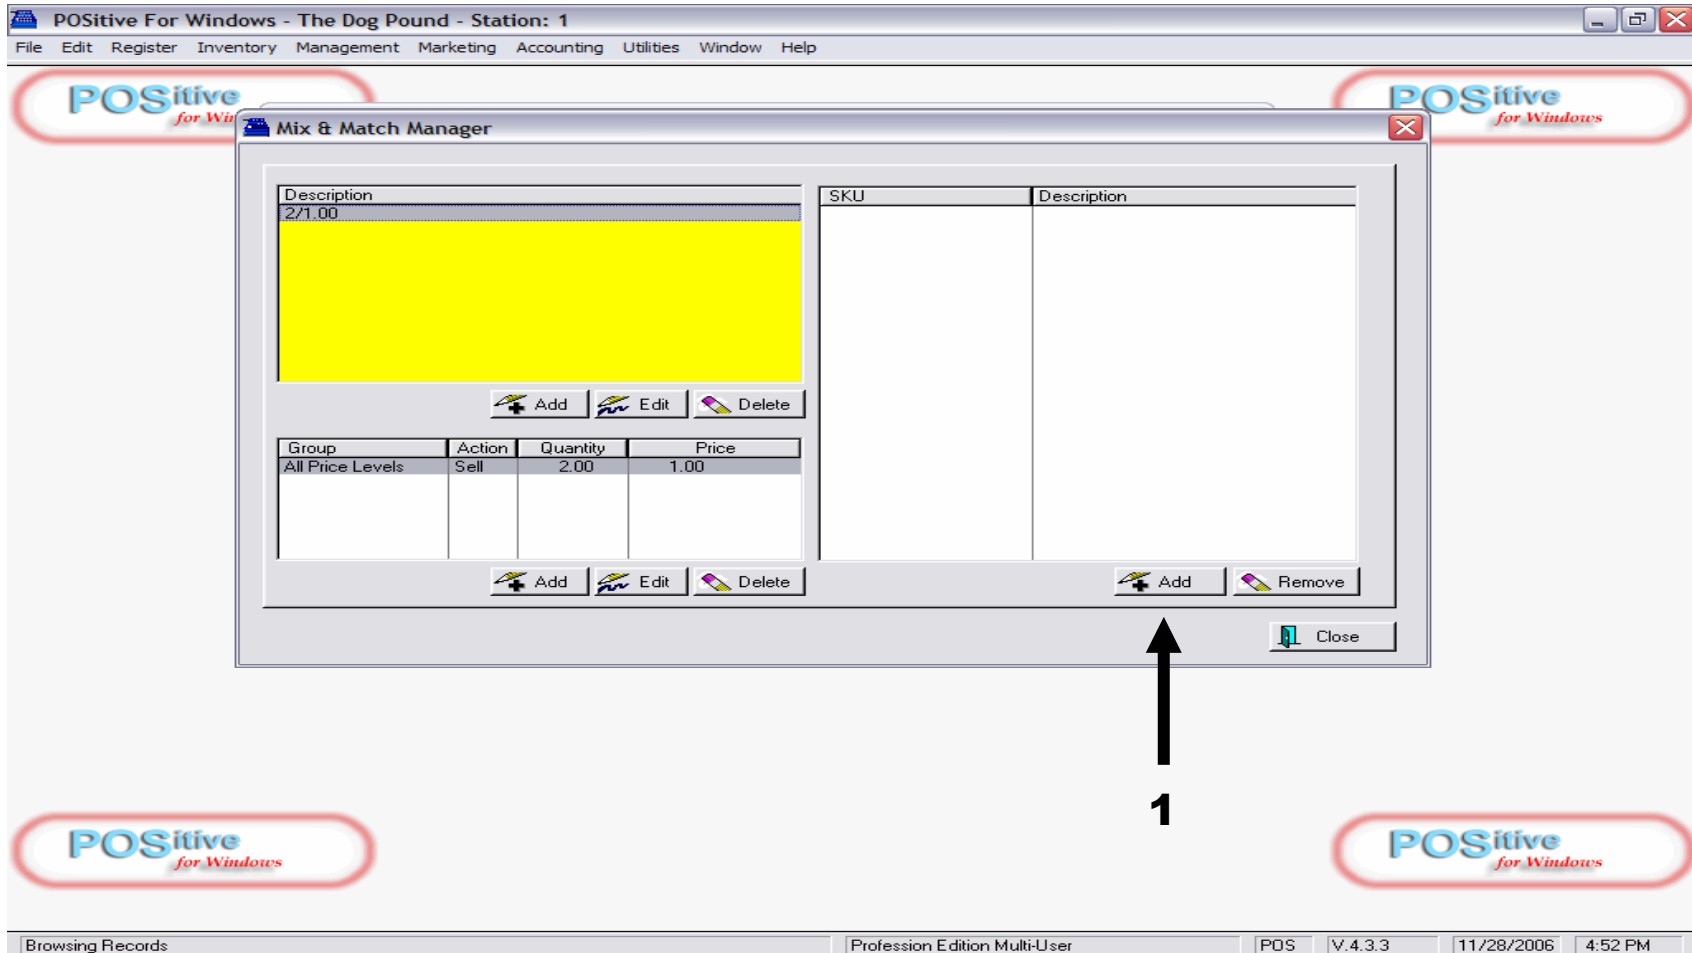 POSitive For Windows - The Dog Pound - Station: 1
File Edit Register Inventory Management Marketing Accounting Utilities Window Help
POSitive
for Win
POSitive
for Windows
Mix & Match Manager
Description
2/1.00
SKU Description
Add Edit Delete
Group Action Quantity Price
All Price Levels Sell 2.00 1.00
Add Edit Delete
Add Remove
Close
1
POSitive
for Windows
POSitive
for Windows
Browsing Records Profession Edition Multi-User POS V.4.3.3 11/28/2006 4:52 PM